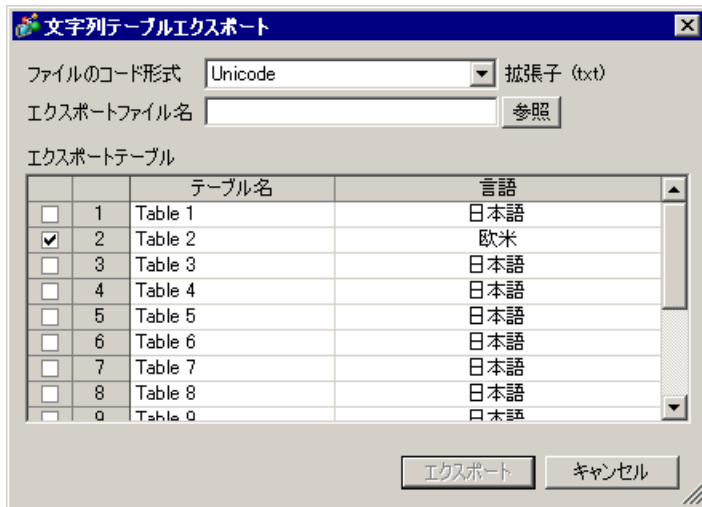 文字列テーブルエクスポート
ファイルのコード形式 Unicode 拡張子 (txt)
エクスポートファイル名 参照
エクスポートテーブル
テーブル名 言語
1 Table 1 日本語
2 Table 2 欧米
3 Table 3 日本語
4 Table 4 日本語
5 Table 5 日本語
6 Table 6 日本語
7 Table 7 日本語
8 Table 8 日本語
9 Table 9 日本語
エクスポート キャンセル